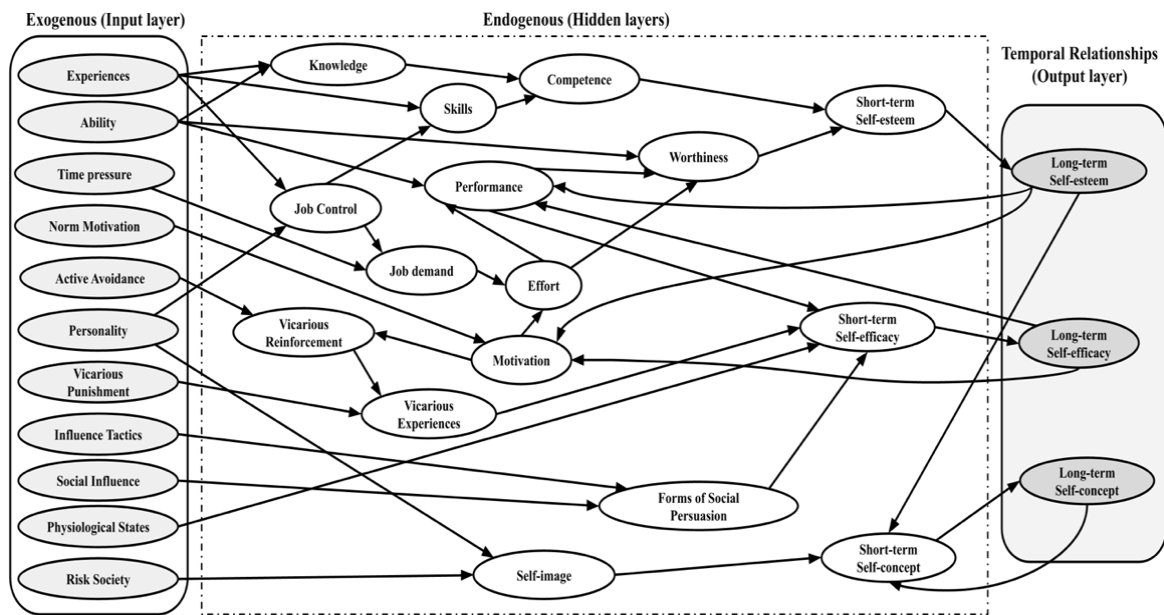 Exogenous (Input layer)
Endogenous (Hidden layers)
Temporal Relationships
(Output layer)
Experiences
Ability
Time pressure
Norm Motivation
Active Avoidance
Personality
Vicarious
Punishment
Influence Tactics
Social Influence
Physiological States
Risk Society
Knowledge
Skills
Competence
Short-term
Self-esteem
Worthiness
Performance
Job Control
Job demand
Effort
Vicarious
Reinforcement
Motivation
Short-term
Self-efficacy
Vicarious
Experiences
Forms of Social
Persuasion
Self-image
Short-term
Self-concept
Long-term
Self-esteem
Long-term
Self-efficacy
Long-term
Self-concept